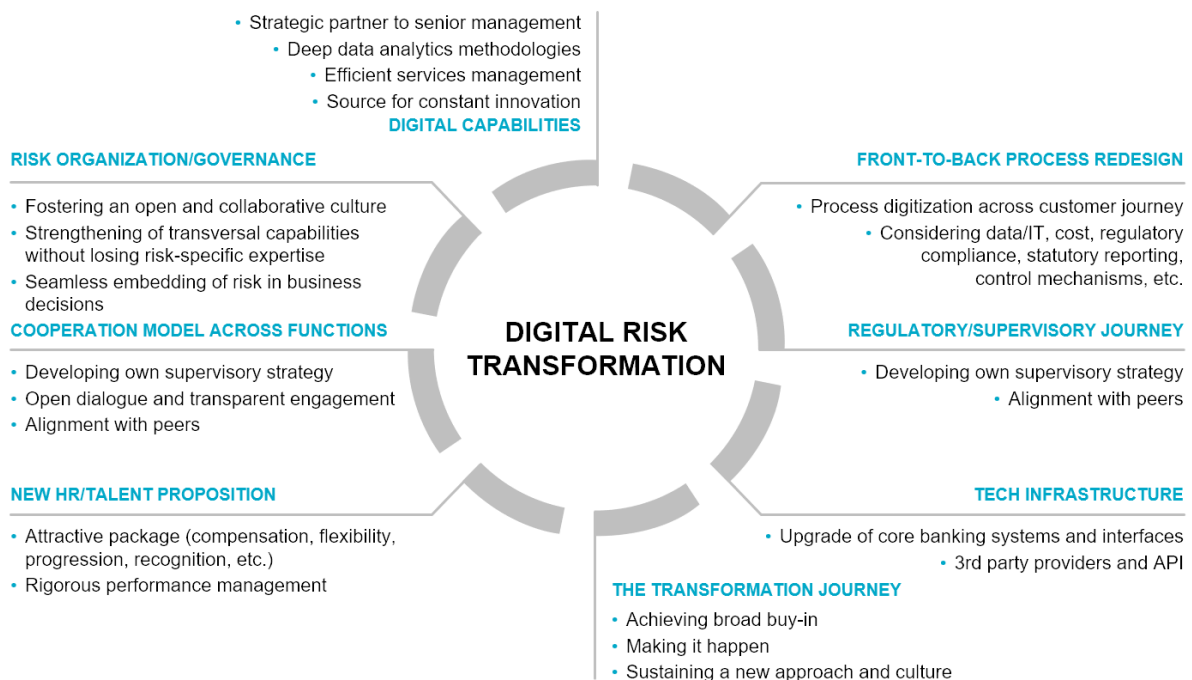 • Strategic partner to senior management
• Deep data analytics methodologies
• Efficient services management
• Source for constant innovation
DIGITAL CAPABILITIES
RISK ORGANIZATION/GOVERNANCE
• Fostering an open and collaborative culture
• Strengthening of transversal capabilities
without losing risk-specific expertise
• Seamless embedding of risk in business
decisions
COOPERATION MODEL ACROSS FUNCTIONS
• Developing own supervisory strategy
• Open dialogue and transparent engagement
• Alignment with peers
NEW HR/TALENT PROPOSITION
• Attractive package (compensation, flexibility,
progression, recognition, etc.)
• Rigorous performance management
DIGITAL RISK
TRANSFORMATION
FRONT-TO-BACK PROCESS REDESIGN
• Process digitization across customer journey
• Considering data/IT, cost, regulatory
compliance, statutory reporting,
control mechanisms, etc.
REGULATORY/SUPERVISORY JOURNEY
• Developing own supervisory strategy
• Alignment with peers
TECH INFRASTRUCTURE
• Upgrade of core banking systems and interfaces
• 3rd party providers and API
THE TRANSFORMATION JOURNEY
• Achieving broad buy-in
• Making it happen
• Sustaining a new approach and culture